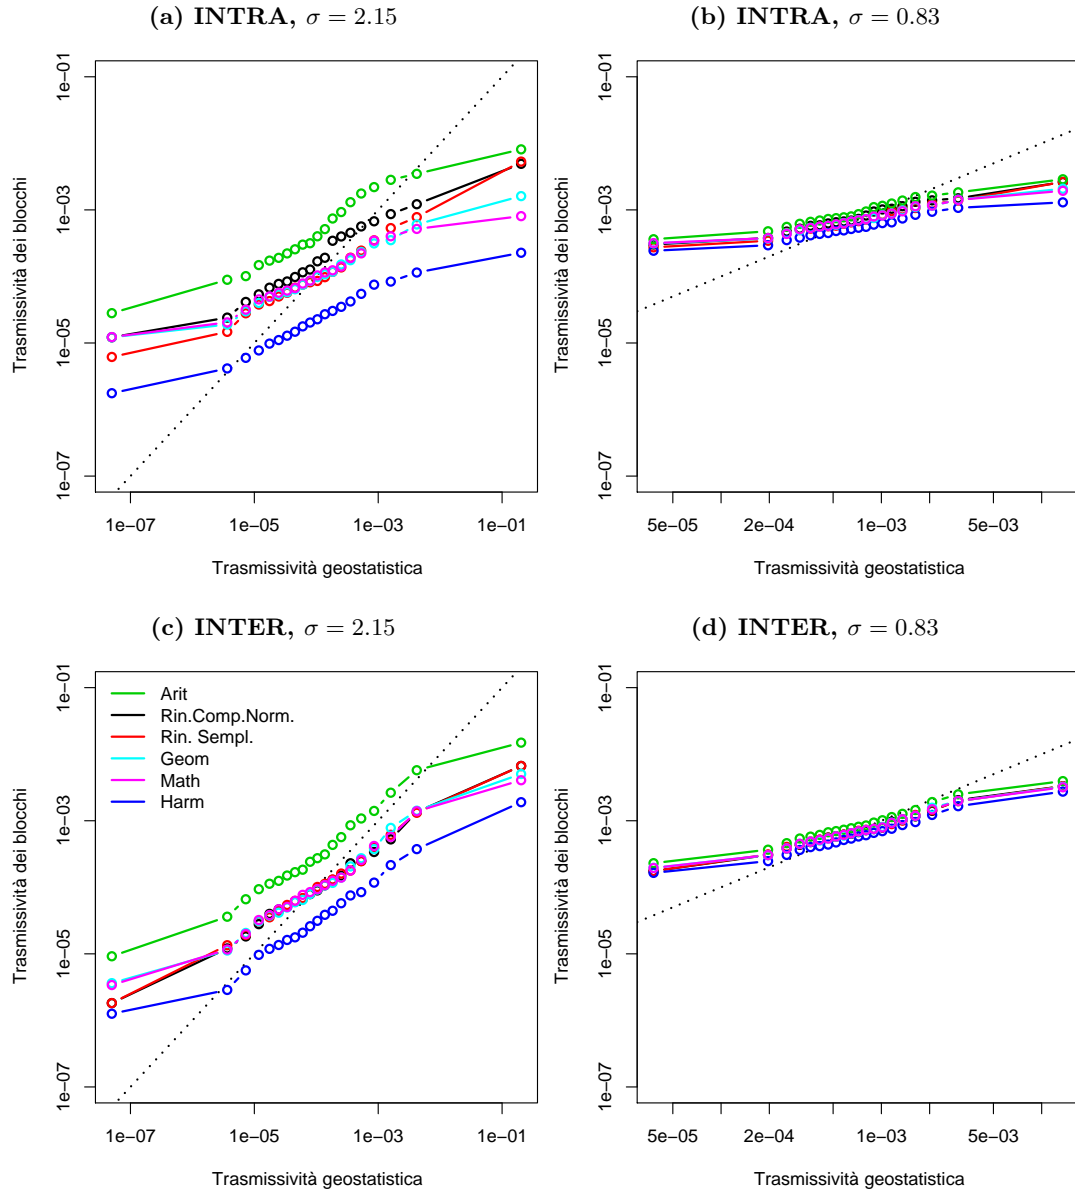 (a) INTRA, σ = 2.15
1e−01
1e−03
1e−05
1e−07
Trasmissività dei blocchi
1e−07 1e−05 1e−03 1e−01
Trasmissività geostatistica
(b) INTRA, σ = 0.83
1e−01
1e−03
1e−05
1e−07
Trasmissività dei blocchi
5e−05 2e−04 1e−03 5e−03
Trasmissività geostatistica
(c) INTER, σ = 2.15
Arit
Rin.Comp.Norm.
Rin. Sempl.
Geom
Math
Harm
1e−01
1e−03
1e−05
1e−07
Trasmissività dei blocchi
1e−07 1e−05 1e−03 1e−01
Trasmissività geostatistica
(d) INTER, σ = 0.83
1e−01
1e−03
1e−05
1e−07
Trasmissività dei blocchi
5e−05 2e−04 1e−03 5e−03
Trasmissività geostatistica